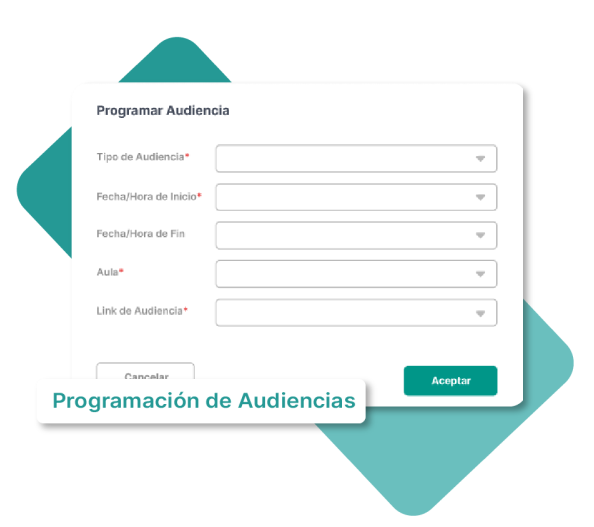 Programar Audiencia
Tipo de Audiencia*
Fecha/Hora de Inicio*
Fecha/Hora de Fin
Aula*
Link de Audiencia*
Cancelar
Aceptar
Programación de Audiencias